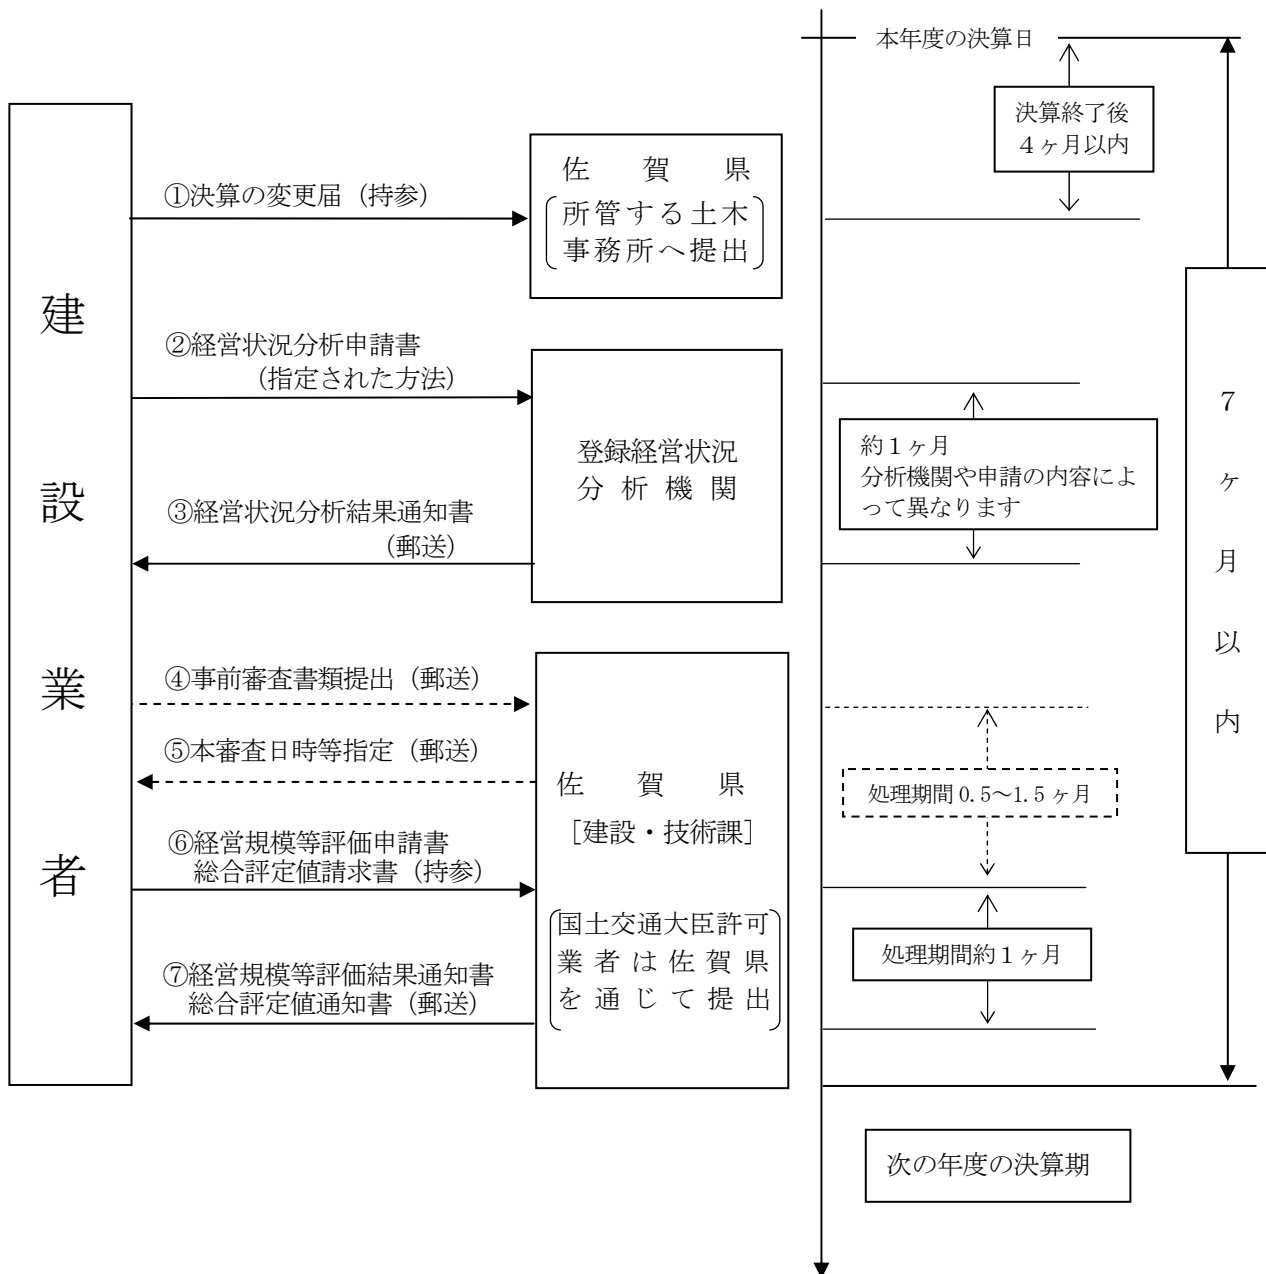 本年度の決算日
決算終了後
４ヶ月以内
建設業者
①決算の変更届（持参）
佐賀県
所管する土木
事務所へ提出
②経営状況分析申請書
（指定された方法）
登録経営状況
分析機関
③経営状況分析結果通知書
（郵送）
約１ヶ月
分析機関や申請の内容によ
って異なります
７ヶ月以内
④事前審査書類提出（郵送）
⑤本審査日時等指定（郵送）
佐賀県
［建設・技術課］
処理期間 0.5～1.5 ヶ月
⑥経営規模等評価申請書
総合評定値請求書（持参）
国土交通大臣許可
業者は佐賀県
を通じて提出
処理期間約１ヶ月
⑦経営規模等評価結果通知書
総合評定値通知書（郵送）
次の年度の決算期